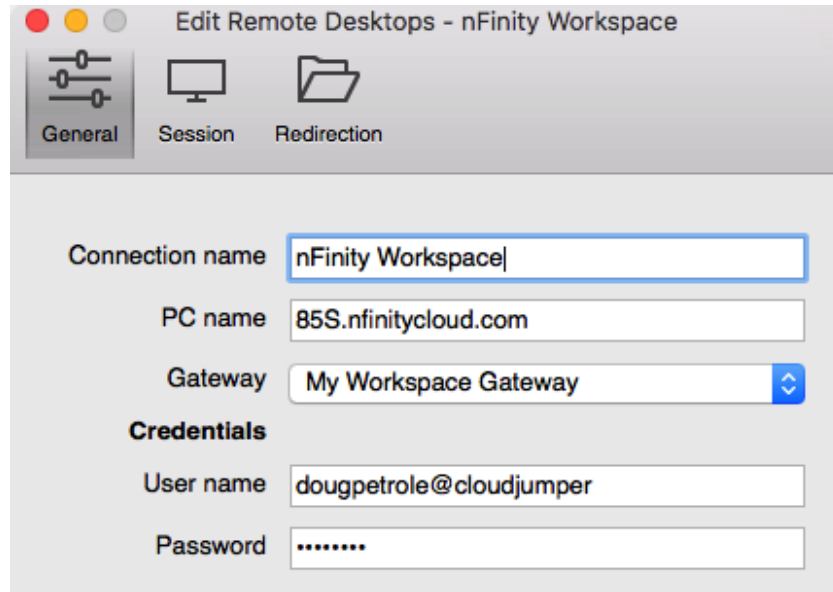 Edit Remote Desktops - nFinity Workspace
General Session Redirection
Connection name nFinity Workspace
PC name 85S.nfinitycloud.com
Gateway My Workspace Gateway
Credentials
User name dougpetrole@cloudjumper
Password ••••••••